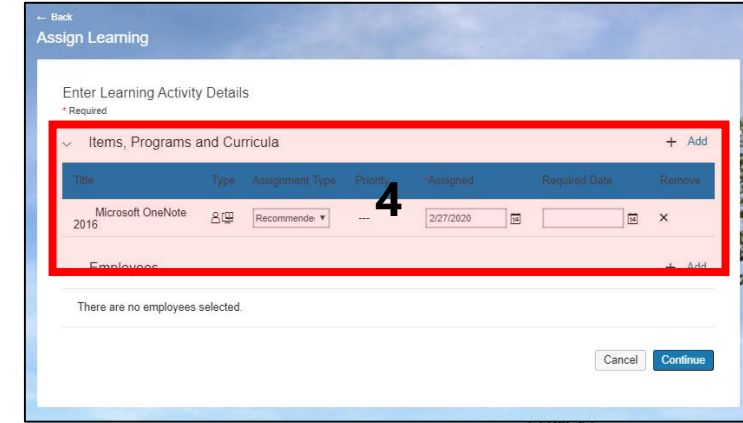 ← Back
Assign Learning
Enter Learning Activity Details
* Required
Items, Programs and Curricula + Add
Title Type Assignment Type Priority *Assigned Required Date Remove
4
Microsoft OneNote 2016 Recommende --- 2/27/2020 ×
Employees + Add
There are no employees selected.
Cancel Continue